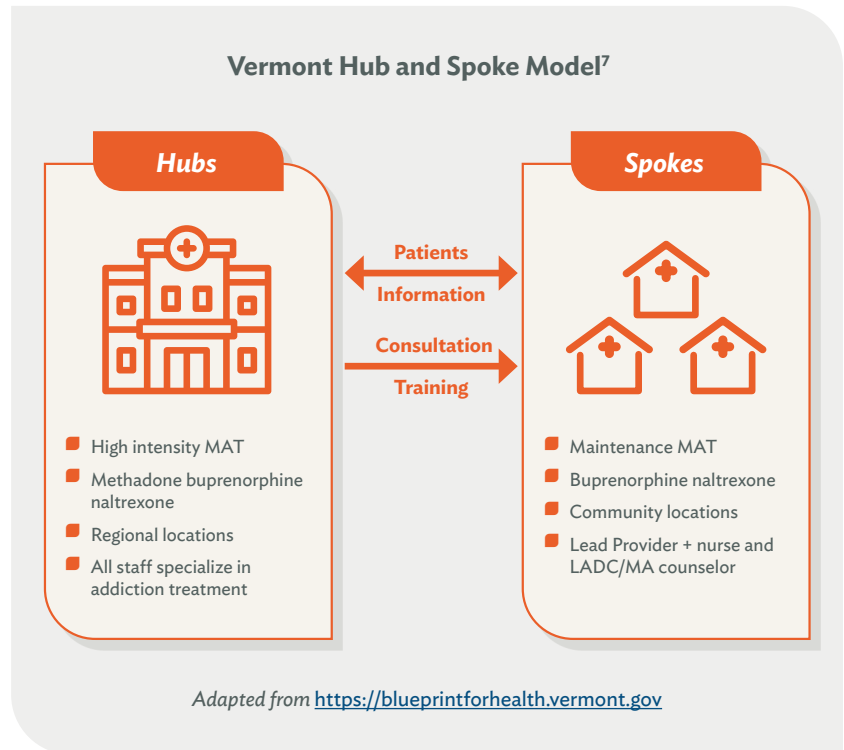 Vermont Hub and Spoke Model⁷
Hubs
High intensity MAT
Methadone buprenorphine
naltrexone
Regional locations
All staff specialize in
addiction treatment
Patients
Information
Consultation
Training
Spokes
Maintenance MAT
Buprenorphine naltrexone
Community locations
Lead Provider + nurse and
LADC/MA counselor
Adapted from https://blueprintforhealth.vermont.gov